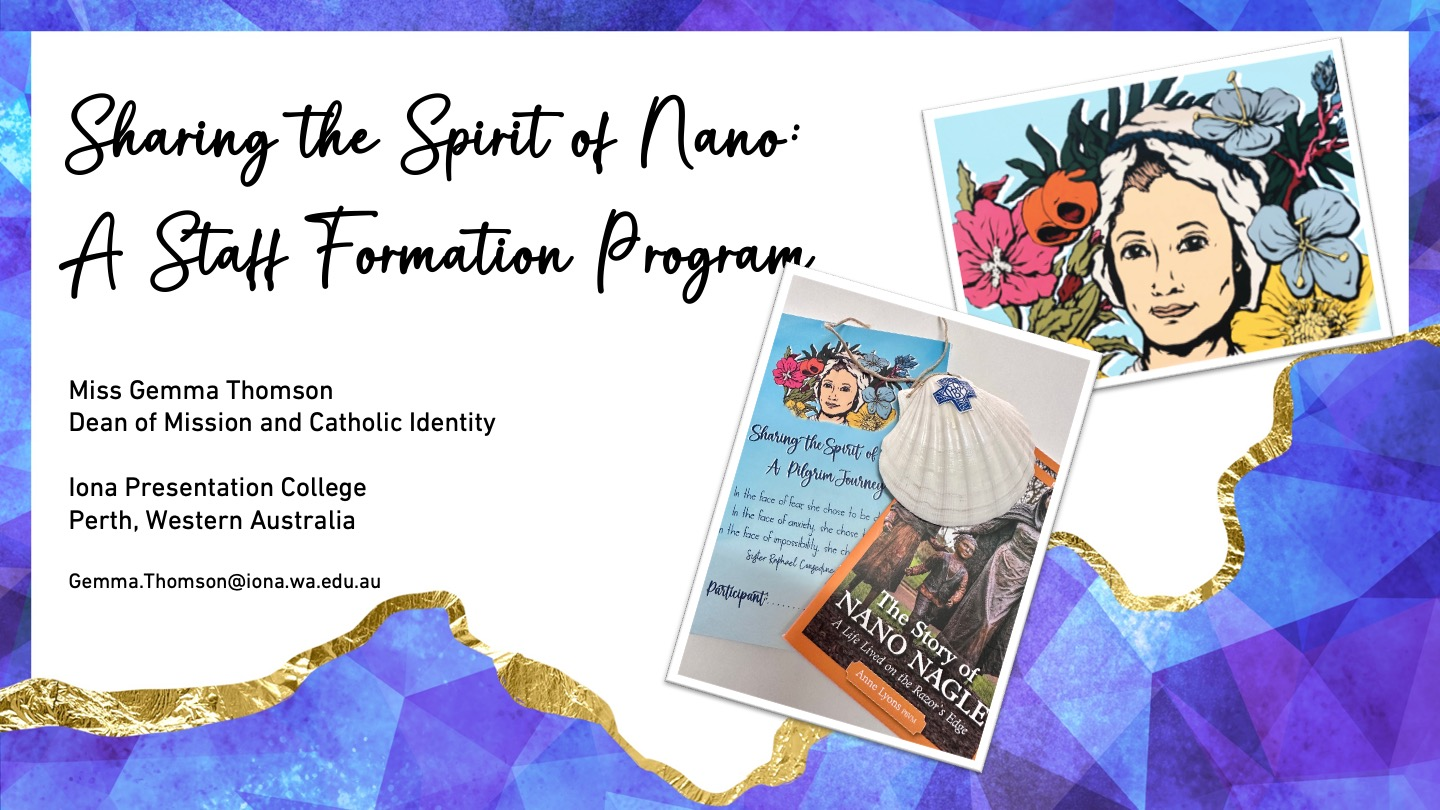 Sharing the Spirit of Nano:
A Staff Formation Program
Miss Gemma Thomson
Dean of Mission and Catholic Identity
Iona Presentation College
Perth, Western Australia
Gemma.Thomson@iona.wa.edu.au
Sharing the Spirit of
A Pilgrim Journey
In the face of fear, she chose to be
In the face of anxiety, she chose
the face of impossibility, she
Sister Raphael Consedine
Participant:..........
The Story of
NANO NAGLE
A Life Lived on the Razor's Edge
Anne Lyons PBVM